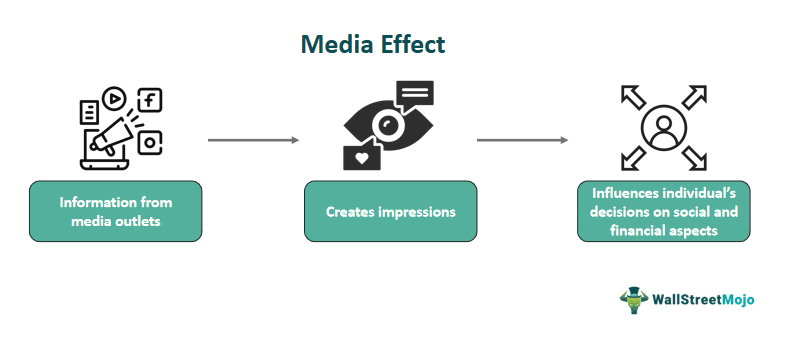 Media Effect
Information from
media outlets
Creates impressions
Influences individual's
decisions on social and
financial aspects
WallStreetMojo